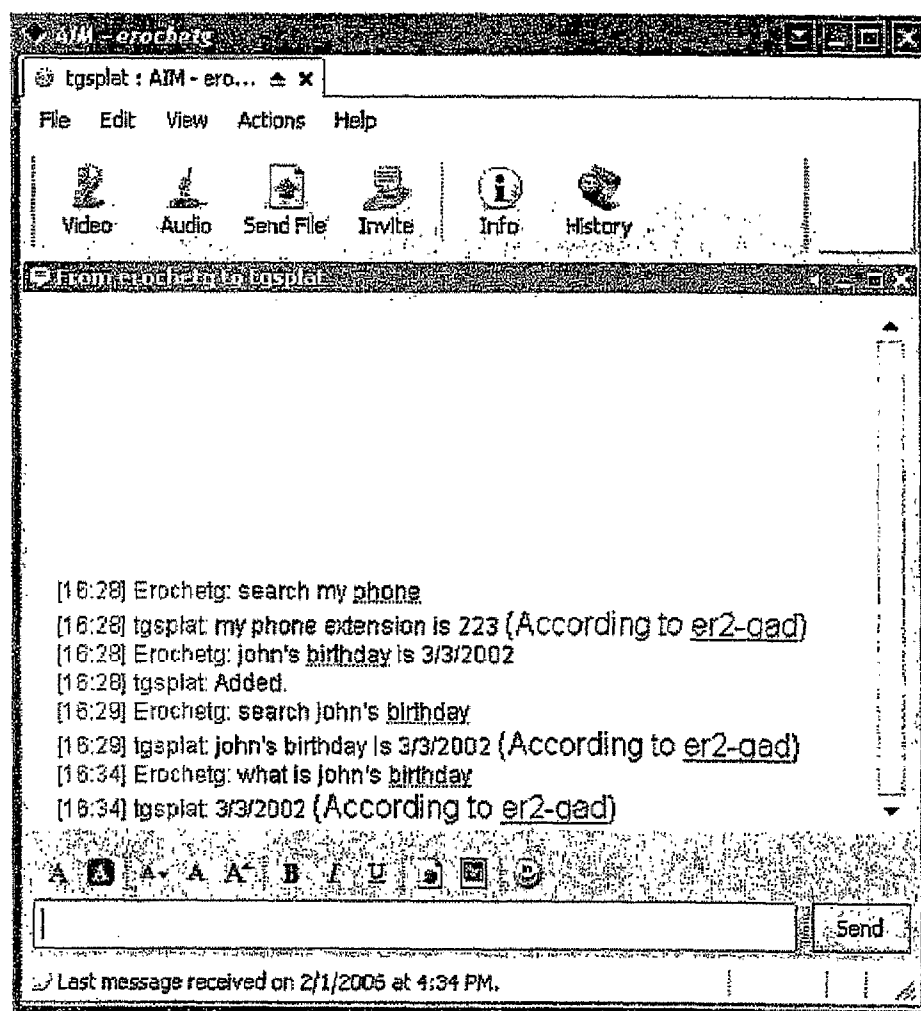 AIM - erochetg
tgsplat : AIM - ero...
File Edit View Actions Help
Video Audio Send File Invite Info History
From erochetg to tgsplat
[16:28] Erochetg: search my phone
[16:28] tgsplat: my phone extension is 223 (According to er2-qad)
[16:28] Erochetg: john's birthday is 3/3/2002
[16:28] tgsplat: Added.
[16:29] Erochetg: search john's birthday
[16:29] tgsplat: john's birthday is 3/3/2002 (According to er2-qad)
[16:34] Erochetg: what is john's birthday
[16:34] tgsplat: 3/3/2002 (According to er2-qad)
A A A A A B I U
Send
Last message received on 2/1/2005 at 4:34 PM.